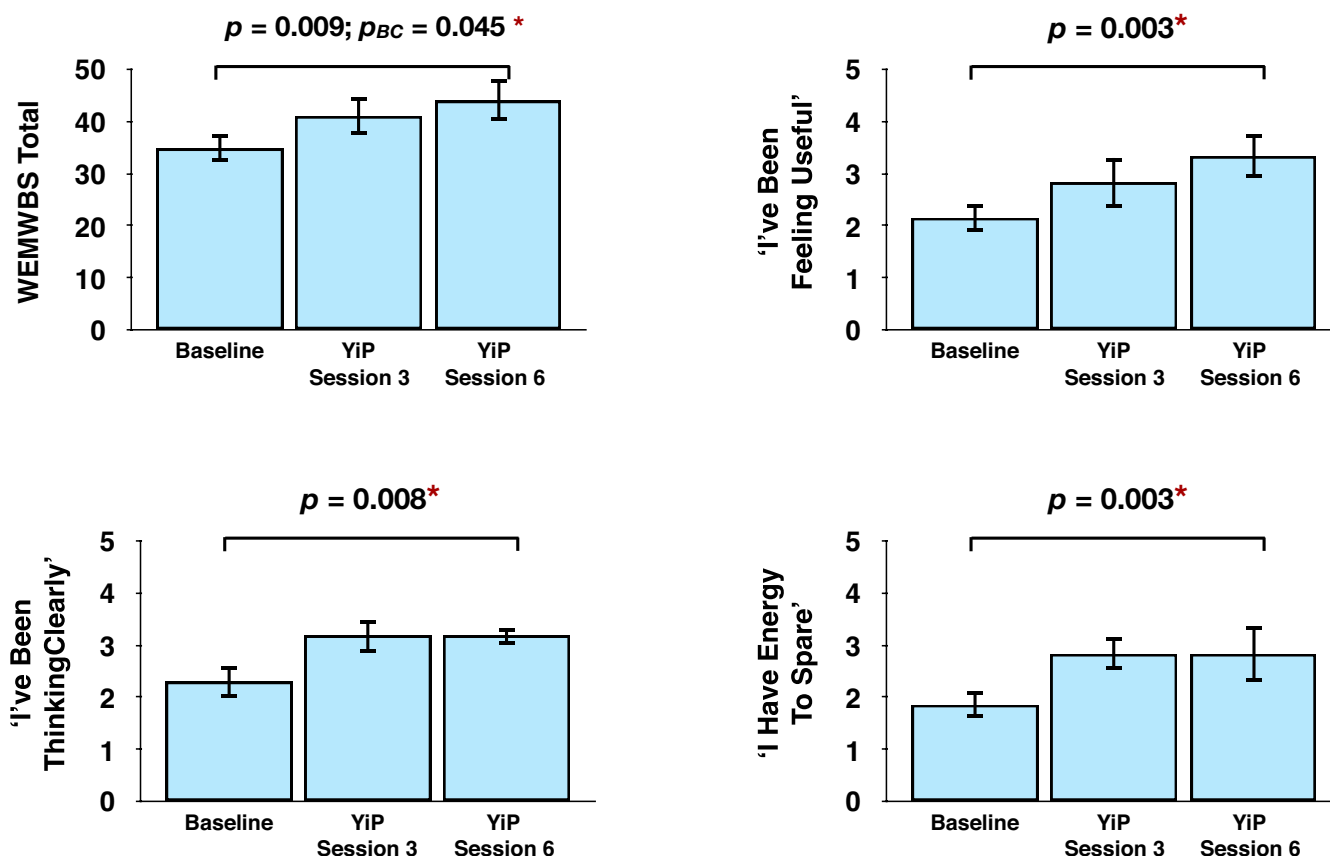 p = 0.009; pBC = 0.045 *
WEMWBS Total
50
40
30
20
10
0
Baseline
YiP
Session 3
YiP
Session 6
p = 0.003*
‘I’ve Been
Feeling Useful’
5
4
3
2
1
0
Baseline
YiP
Session 3
YiP
Session 6
p = 0.008*
‘I’ve Been
ThinkingClearly’
5
4
3
2
1
0
Baseline
YiP
Session 3
YiP
Session 6
p = 0.003*
‘I Have Energy
To Spare’
5
4
3
2
1
0
Baseline
YiP
Session 3
YiP
Session 6